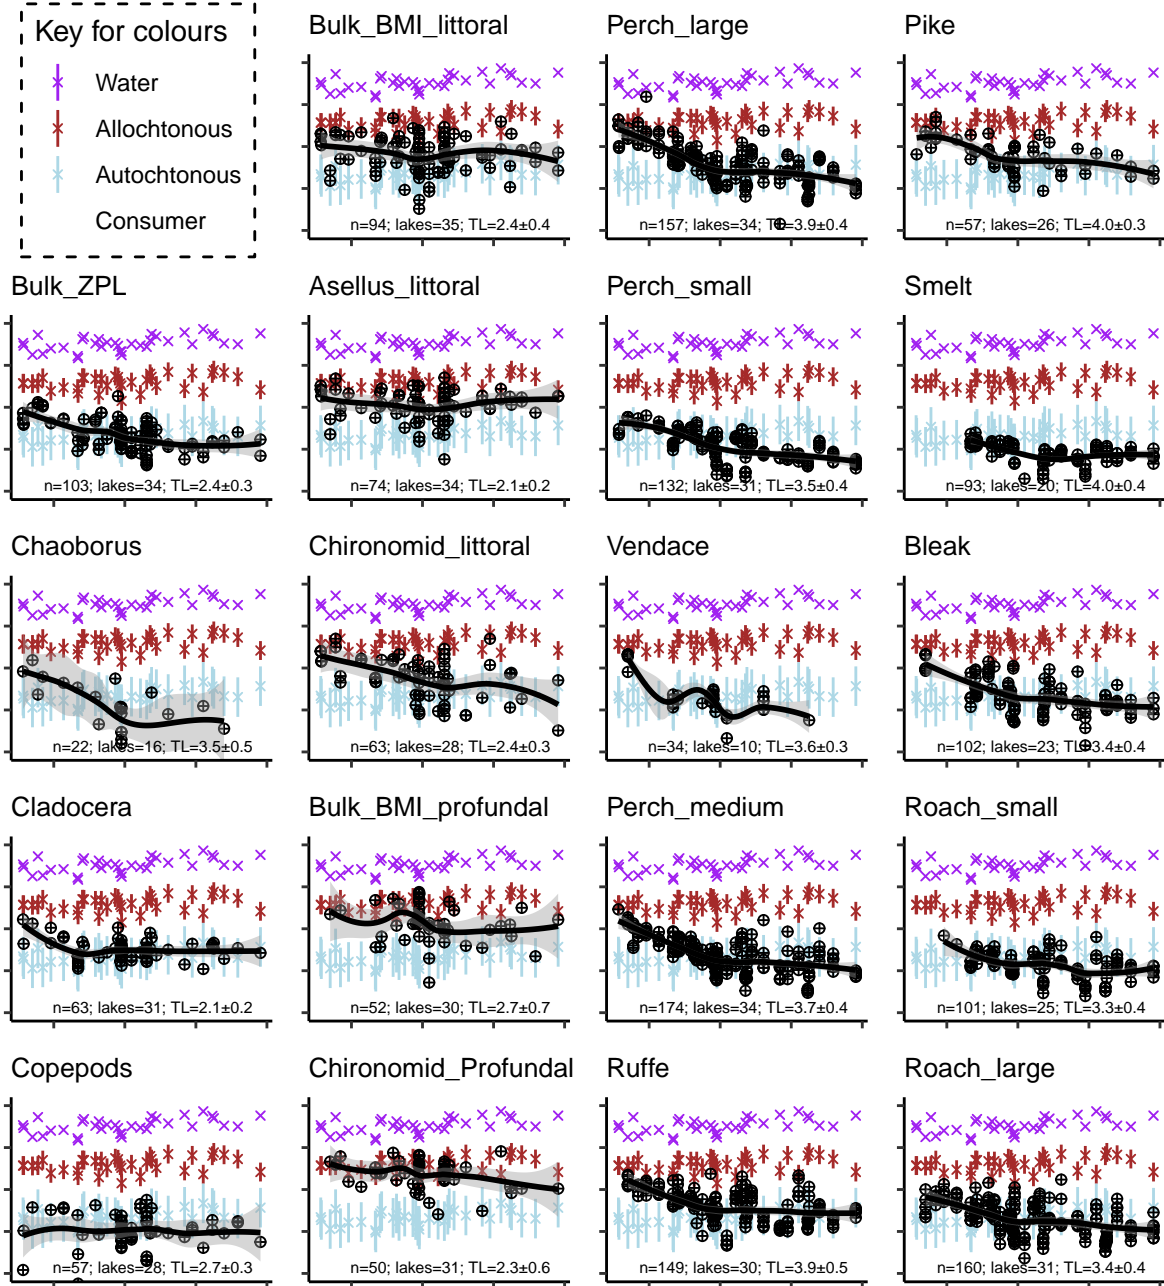 Key for colours
Water
Allochtonous
Autochtonous
Consumer
Bulk_BMI_littoral
n=94; lakes=35; TL=2.4±0.4
Perch_large
n=157; lakes=34; TL=3.9±0.4
Pike
n=57; lakes=26; TL=4.0±0.3
Bulk_ZPL
n=103; lakes=34; TL=2.4±0.3
Asellus_littoral
n=74; lakes=34; TL=2.1±0.2
Perch_small
n=132; lakes=31; TL=3.5±0.4
Smelt
n=93; lakes=20; TL=4.0±0.4
Chaoborus
n=22; lakes=16; TL=3.5±0.5
Chironomid_littoral
n=63; lakes=28; TL=2.4±0.3
Vendace
n=34; lakes=10; TL=3.6±0.3
Bleak
n=102; lakes=23; TL=3.4±0.4
Cladocera
n=63; lakes=31; TL=2.1±0.2
Bulk_BMI_profundal
n=52; lakes=30; TL=2.7±0.7
Perch_medium
n=174; lakes=34; TL=3.7±0.4
Roach_small
n=101; lakes=25; TL=3.3±0.4
Copepods
n=57; lakes=28; TL=2.7±0.3
Chironomid_Profundal
n=50; lakes=31; TL=2.3±0.6
Ruffe
n=149; lakes=30; TL=3.9±0.5
Roach_large
n=160; lakes=31; TL=3.4±0.4